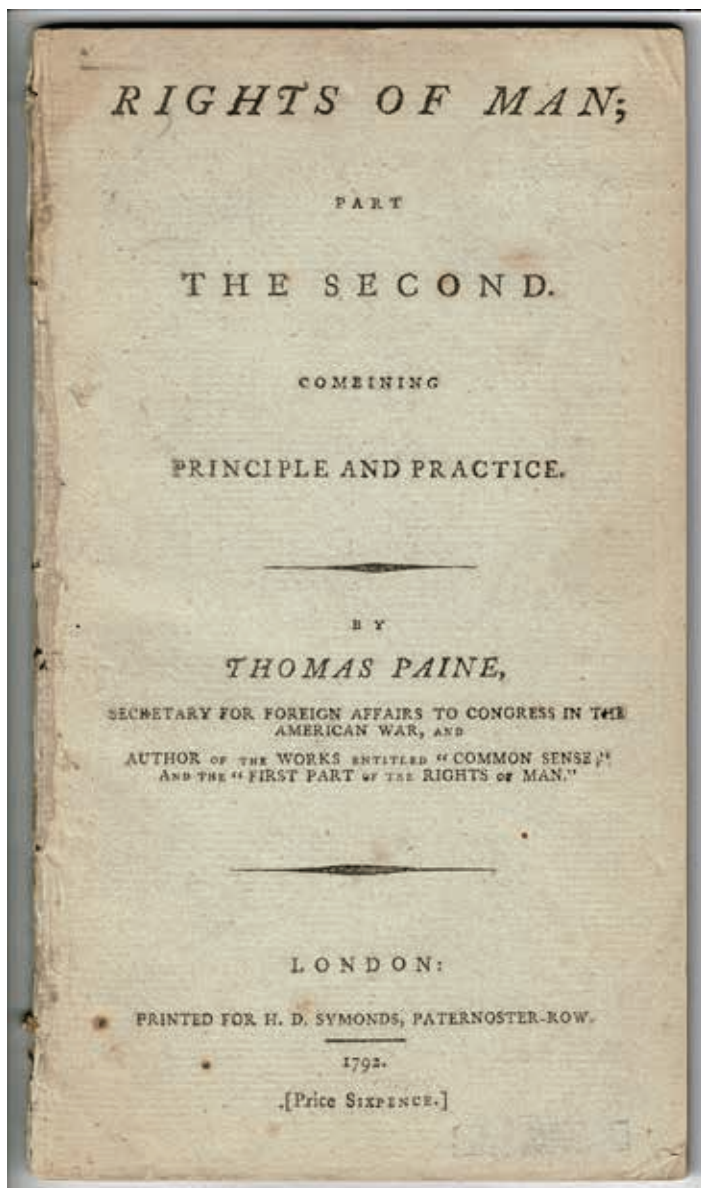 RIGHTS OF MAN;
PART
THE SECOND.
COMBINING
PRINCIPLE AND PRACTICE.
BY
THOMAS PAINE,
SECRETARY FOR FOREIGN AFFAIRS TO CONGRESS IN THE
AMERICAN WAR, AND
AUTHOR OF THE WORKS ENTITLED "COMMON SENSE;"
AND THE "FIRST PART OF THE RIGHTS OF MAN."
LONDON:
PRINTED FOR H. D. SYMONDS, PATERNOSTER-ROW.
1792.
[Price SIXPENCE.]